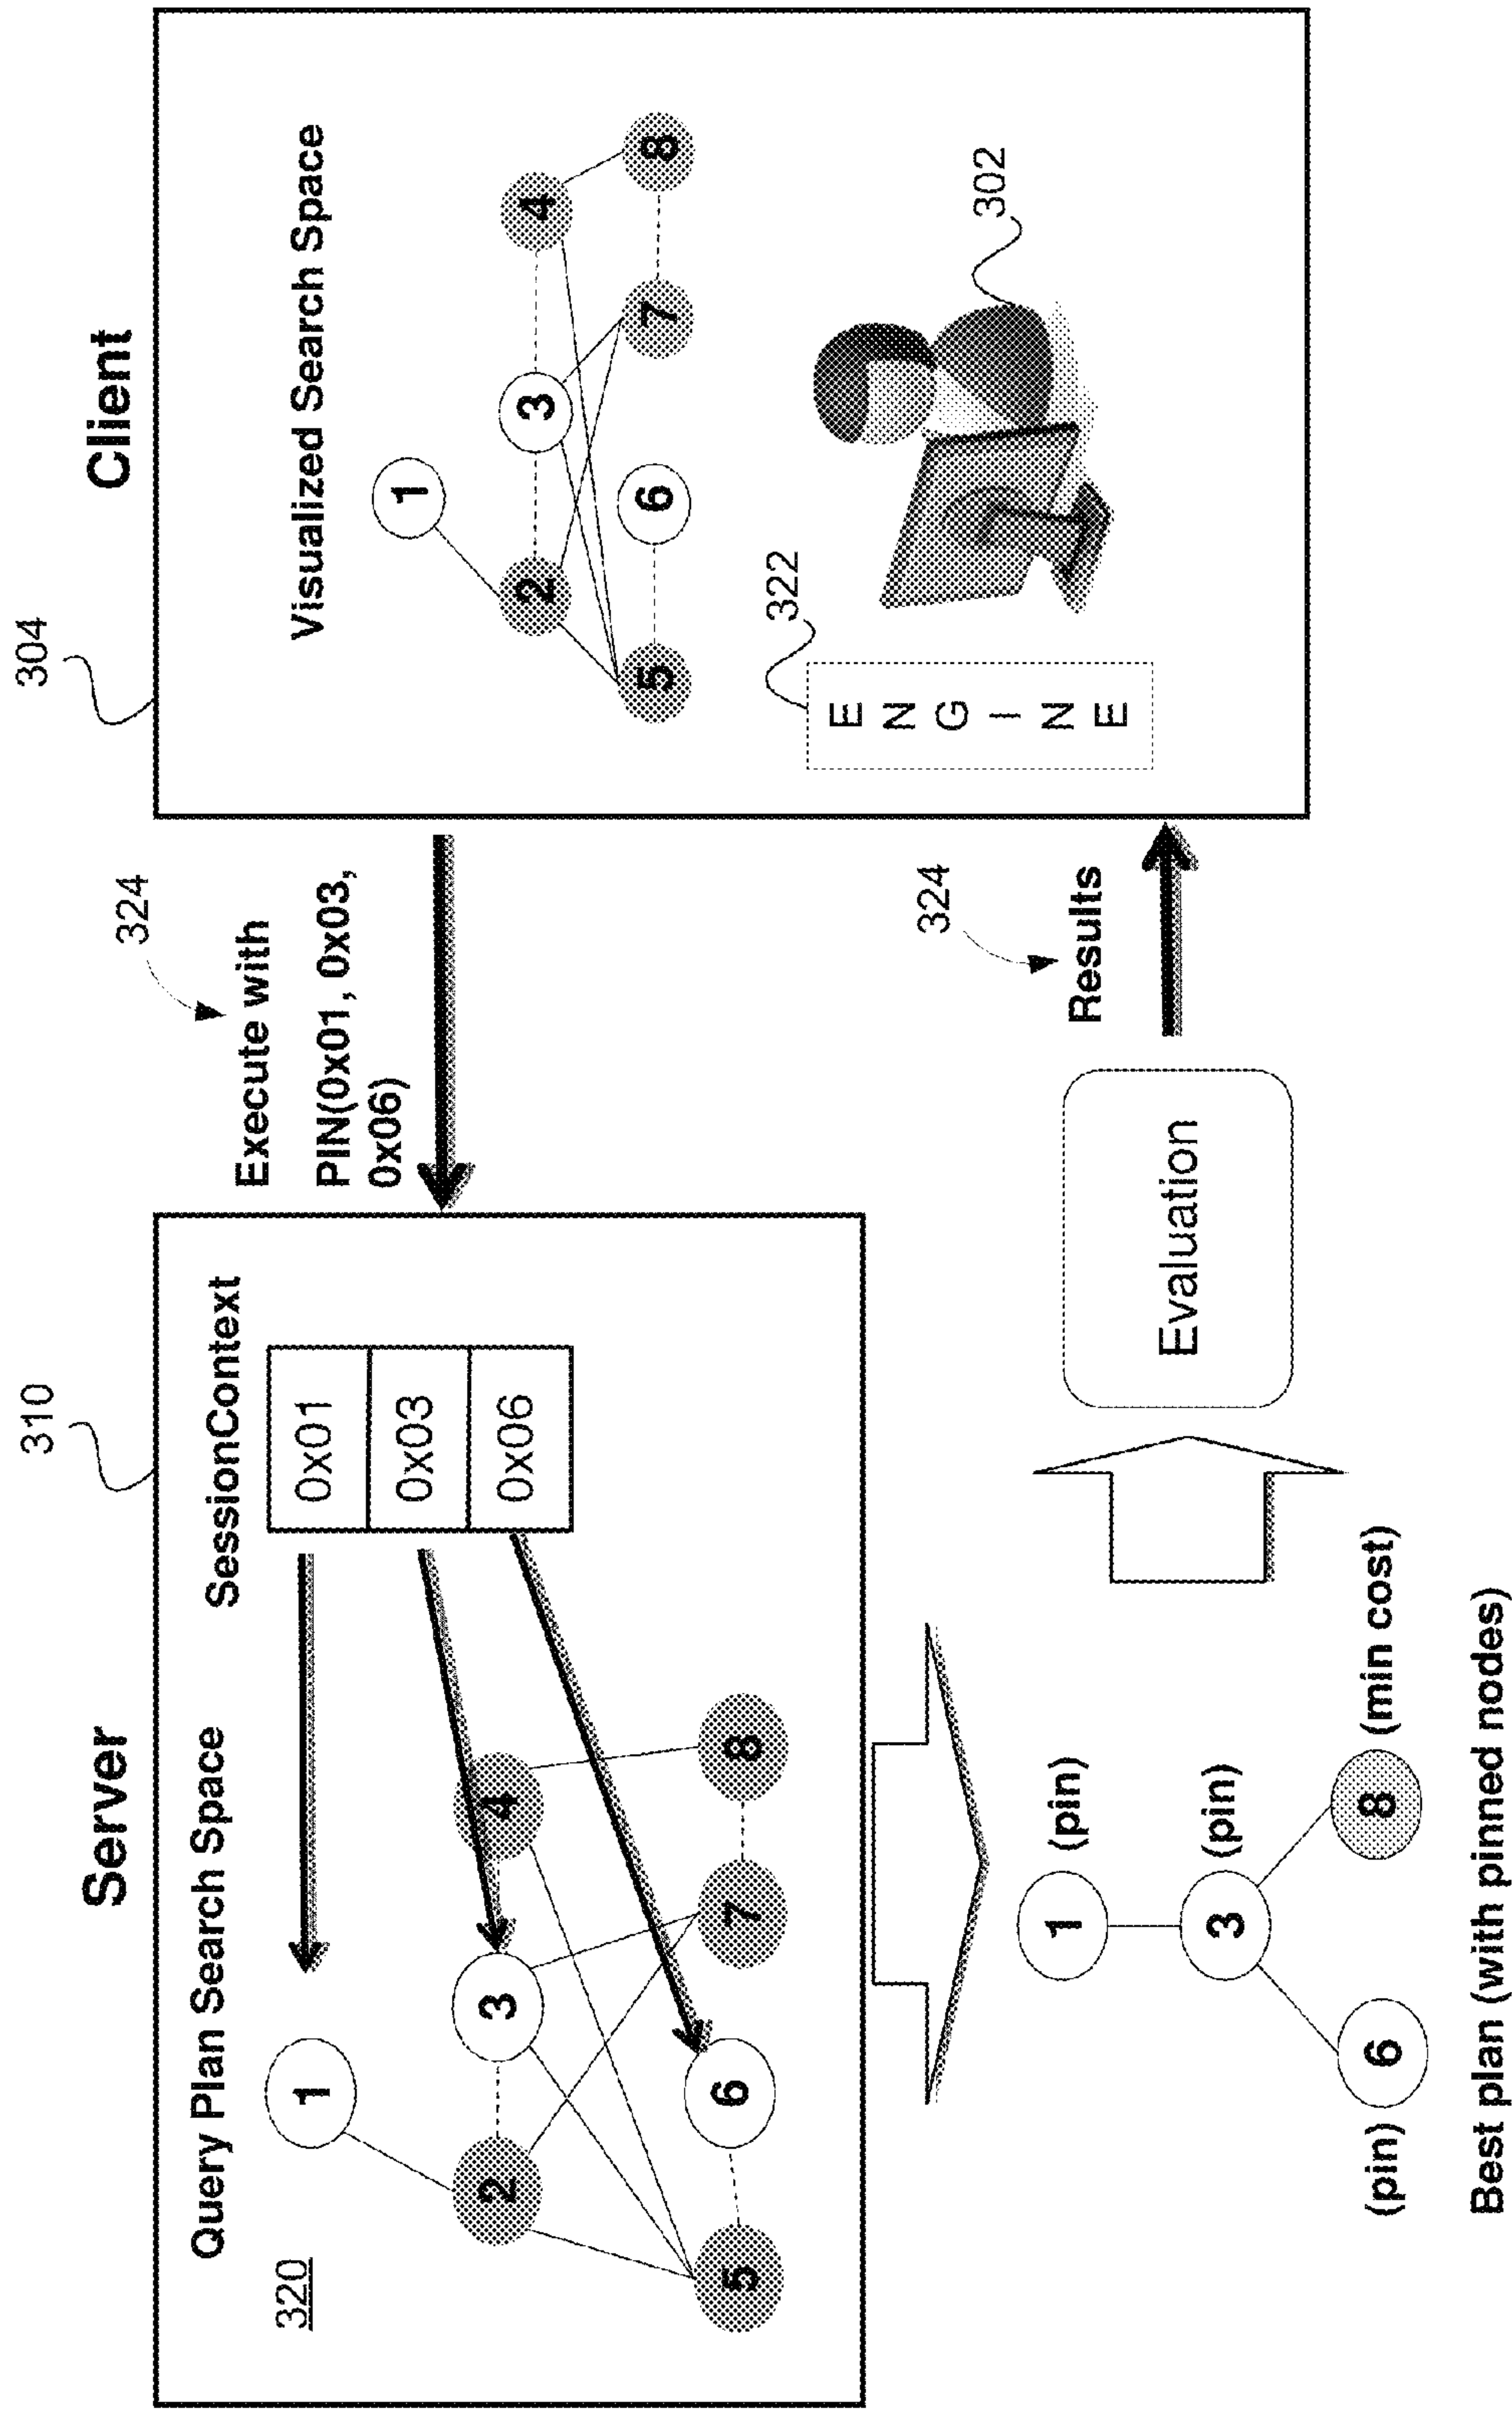 Server
310
Query Plan Search Space
SessionContext
320
1
2
3
4
5
6
7
8
0x01
0x03
0x06
324
Execute with
PIN(0x01, 0x03,
0x06)
Client
304
Visualized Search Space
1
2
3
4
5
6
7
8
322
ENGINE
302
1 (pin)
3 (pin)
(pin) 6
8 (min cost)
Best plan (with pinned nodes)
Evaluation
324
Results